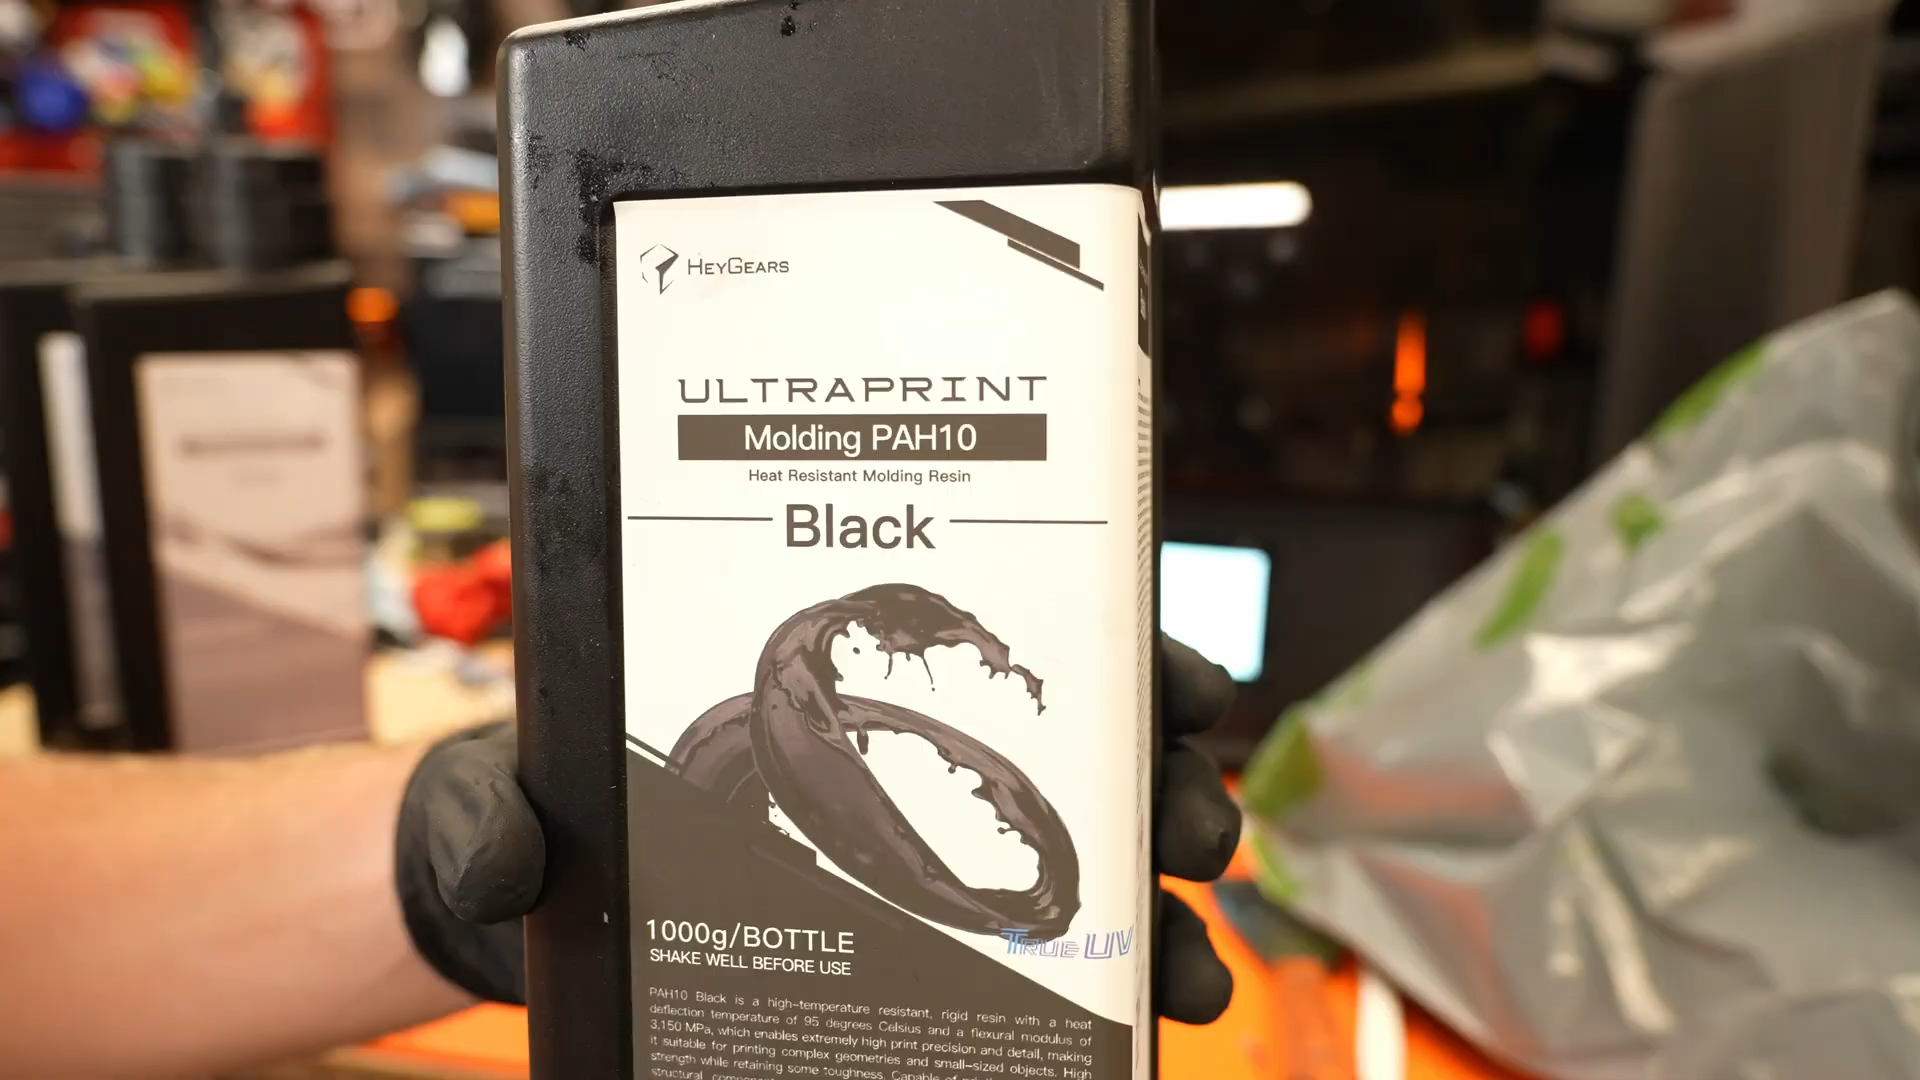 HEYGEARS
ULTRAPRINT
Molding PAH10
Heat Resistant Molding Resin
Black
1000g/BOTTLE
SHAKE WELL BEFORE USE
TRUE UV
PAH10 Black is a high-temperature resistant, rigid resin with a heat
deflection temperature of 95 degrees Celsius and a flexural modulus of
3,150 MPa, which enables extremely high print precision and detail, making
it suitable for printing complex geometries and small-sized objects. High
strength while retaining some toughness. Capable of
structural